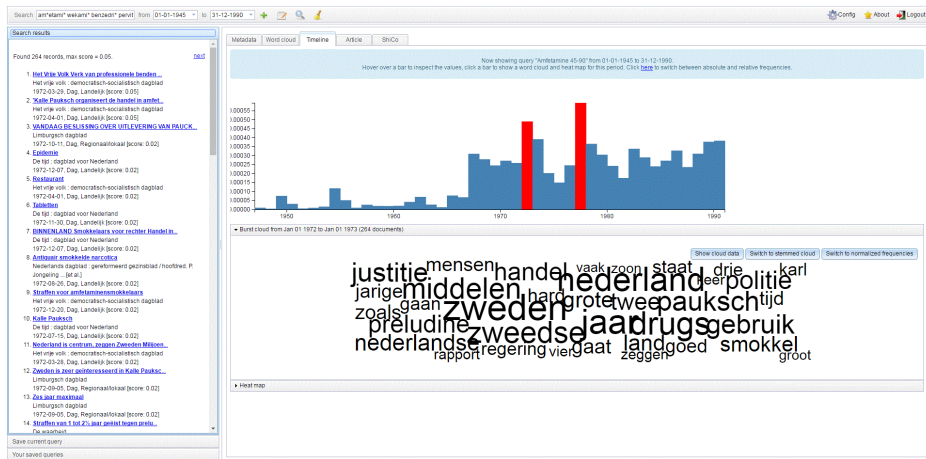 Search am*etami* wekami* benzedri* pervit from 01-01-1945 to 31-12-1990 Config About Logout
Search results
Found 264 records, max score = 0.05. next
1. Het Vrije Volk Verk van professionele benden ...
Het vrije volk : democratisch-socialistisch dagblad
1972-03-29, Dag, Landelijk [score: 0.05]
2. 'Kalle Pauksch organiseert de handel in amfet...
Het vrije volk : democratisch-socialistisch dagblad
1972-04-01, Dag, Landelijk [score: 0.03]
3. VANDAAG BESLISSING OVER UITLEVERING VAN PAUCK...
Limburgsch dagblad
1972-10-11, Dag, Regionaal/lokaal [score: 0.02]
4. Epidemie
De tijd : dagblad voor Nederland
1972-12-07, Dag, Landelijk [score: 0.02]
5. Restaurant
Het vrije volk : democratisch-socialistisch dagblad
1972-04-01, Dag, Landelijk [score: 0.02]
6. Tabletten
De tijd : dagblad voor Nederland
1972-11-30, Dag, Landelijk [score: 0.02]
7. BINNENLAND Smokkelaars voor rechter Handel in...
Het vrije volk : democratisch-socialistisch dagblad
1972-12-07, Dag, Landelijk [score: 0.02]
8. Antiquair smokkelde narcotica
Nederlands dagblad : gereformeerd gezinsblad / hoofdred. P.
Jongeling ... [et al.]
1972-08-26, Dag, Landelijk [score: 0.02]
9. Straffen voor amfetaminensmokkelaars
Het vrije volk : democratisch-socialistisch dagblad
1972-12-20, Dag, Landelijk [score: 0.02]
10. Kalle Pauksch
De tijd : dagblad voor Nederland
1972-07-15, Dag, Landelijk [score: 0.02]
11. Nederland is centrum, zeggen Zweden Miljoen...
Het vrije volk : democratisch-socialistisch dagblad
1972-03-28, Dag, Landelijk [score: 0.02]
12. Zweden is zeer geinteresseerd in Kalle Pauksc...
Limburgsch dagblad
1972-09-05, Dag, Regionaal/lokaal [score: 0.02]
13. Zes jaar maximaal
Limburgsch dagblad
1972-09-05, Dag, Regionaal/lokaal [score: 0.02]
14. Straffen van 1 tot 2½ jaar geëist tegen prelu...
De waarheid
Save current query
Your saved queries
Metadata Word cloud Timeline Article ShiCo
Now showing query "Amfetamine 45-90" from 01-01-1945 to 31-12-1990.
Hover over a bar to inspect the values, click a bar to show a word cloud and heat map for this period. Click here to switch between absolute and relative frequencies.
0.00055
0.00050
0.00045
0.00040
0.00035
0.00030
0.00025
0.00020
0.00015
0.00010
0.00005
0.00000
1950 1960 1970 1980 1990
Burst cloud from Jan 01 1972 to Jan 01 1973 (264 documents)
Show cloud data Switch to stemmed cloud Switch to normalized frequencies
justitie mensen handel vaak zoon staat drie karl
jarige middelen hard nederland keer politie
zoals gaan zweden grote twee pauksch tijd
preludine zweedse jaar drugs gebruik
nederlandse regering vier gaat land goed smokkel
rapport zeggen groot
Heat map